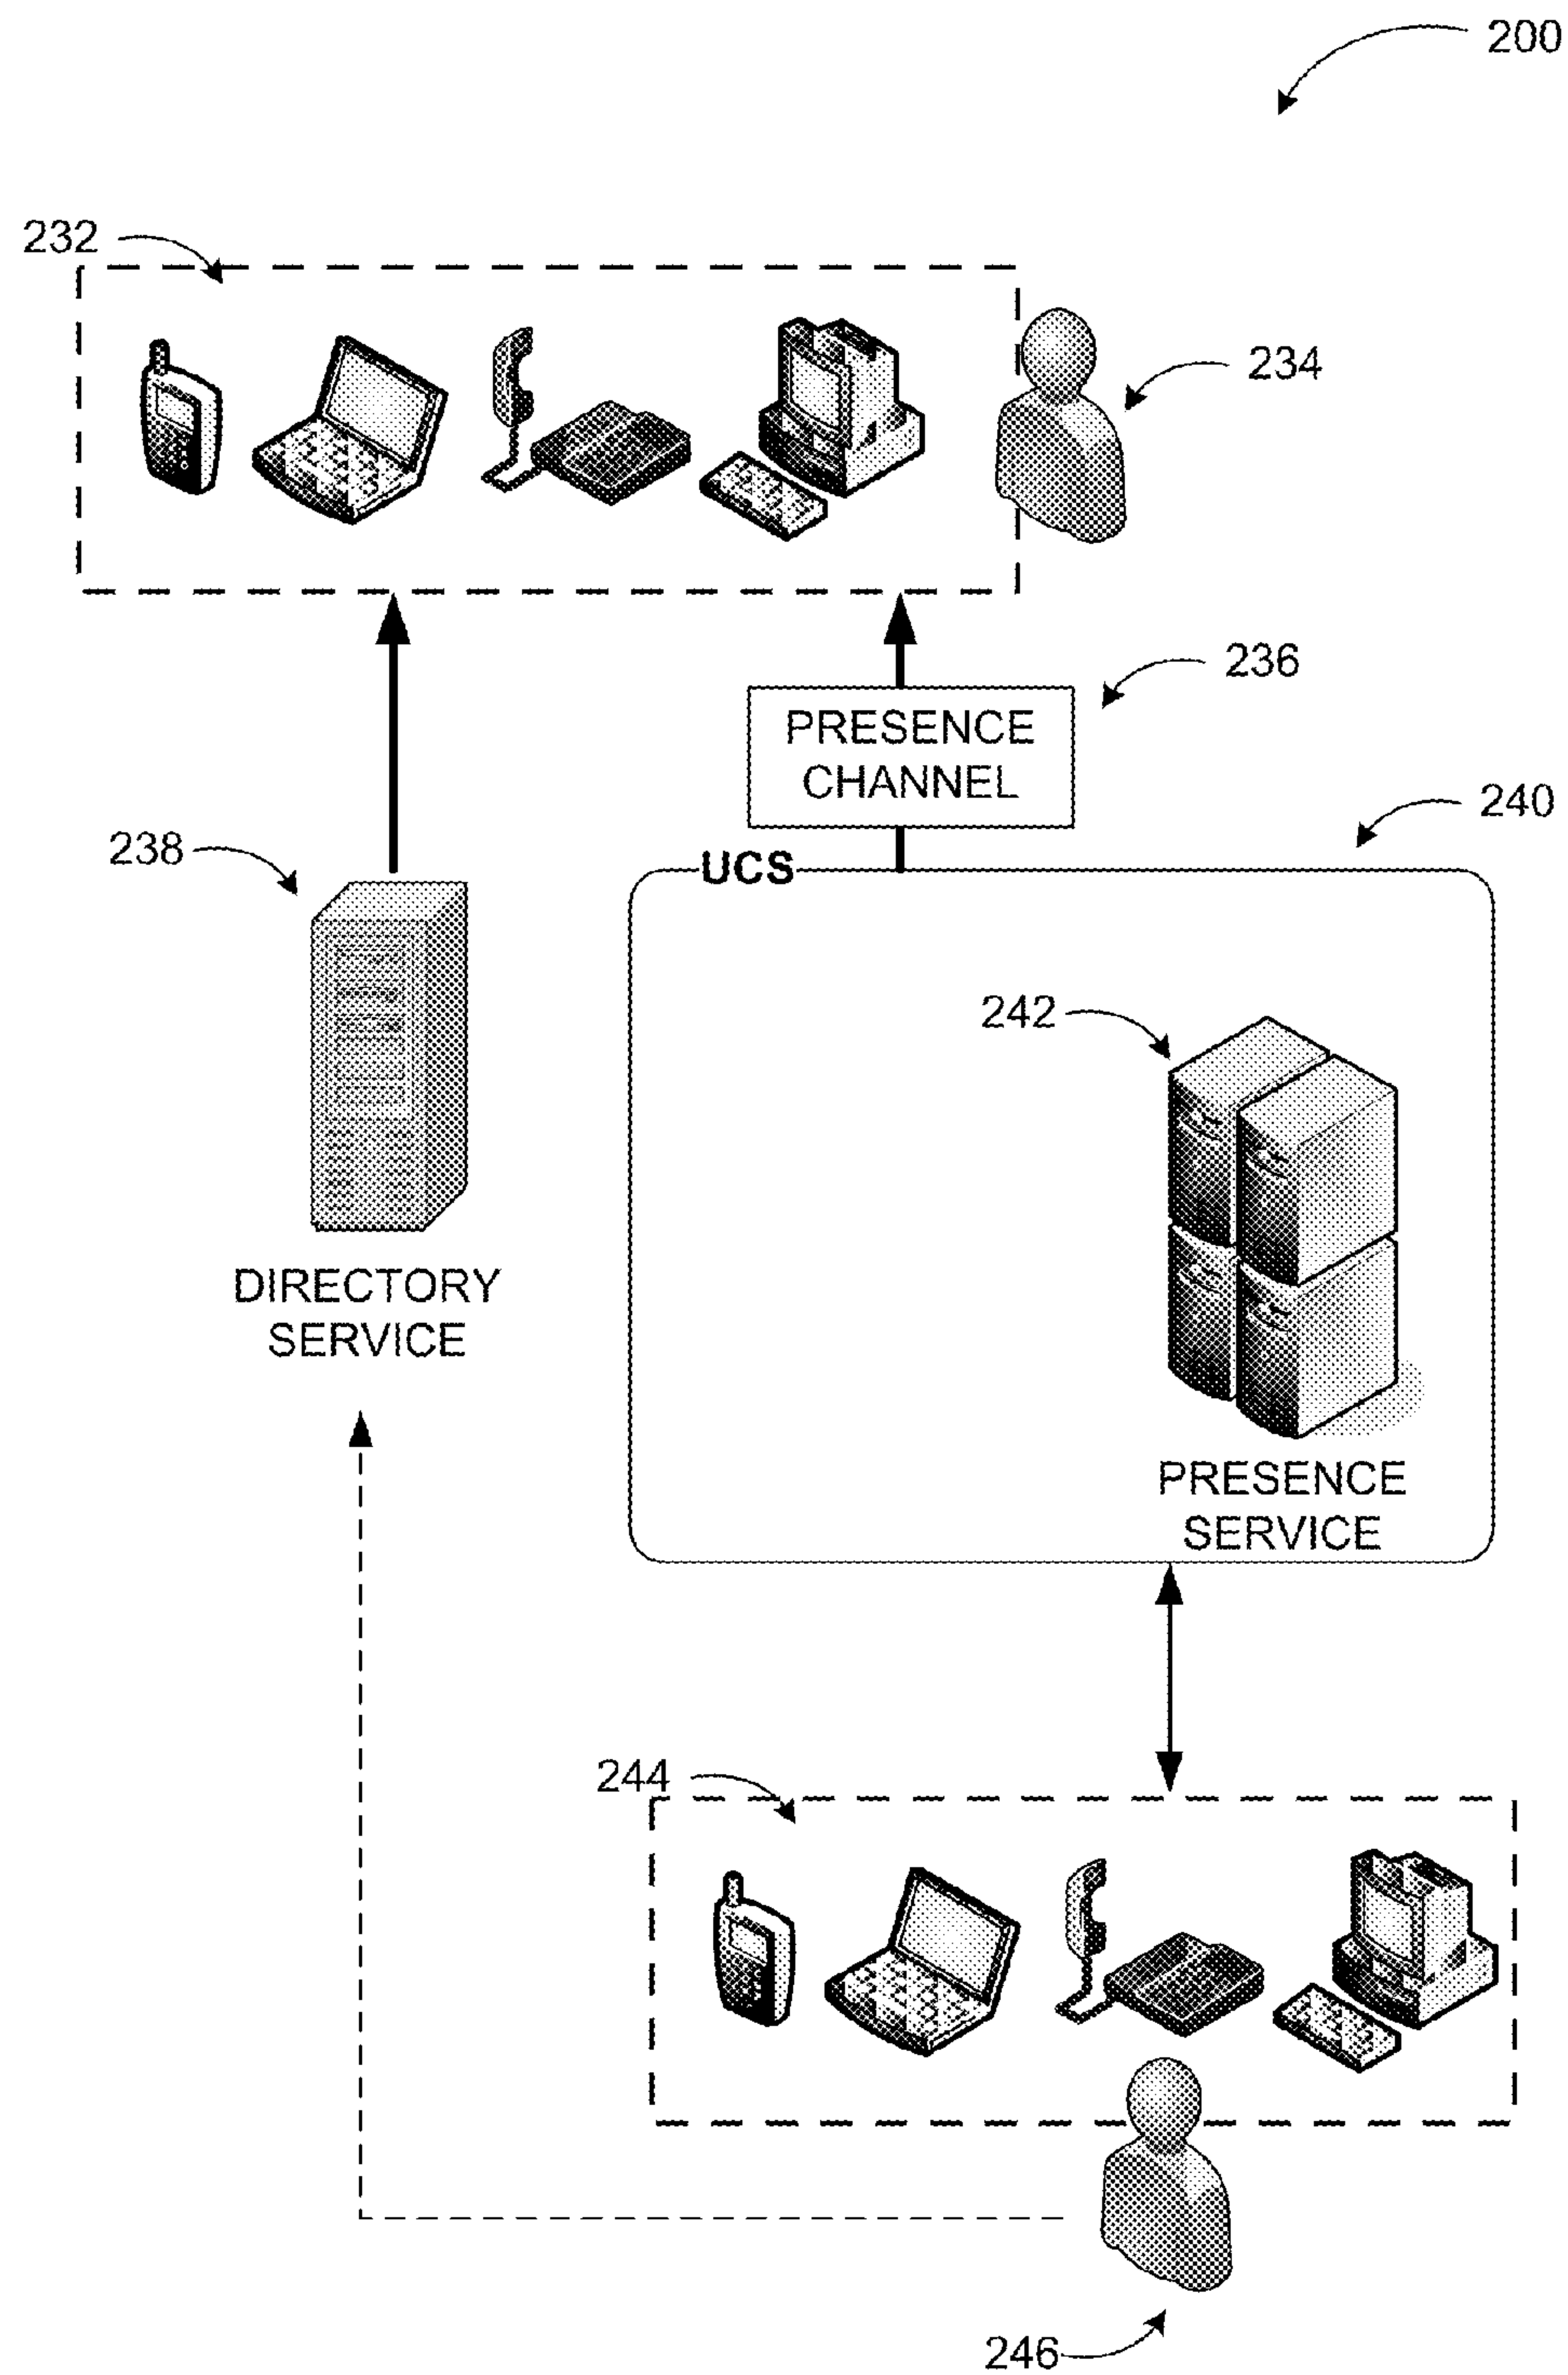 200
232
234
236
PRESENCE
CHANNEL
240
238
UCS
242
DIRECTORY
SERVICE
PRESENCE
SERVICE
244
246